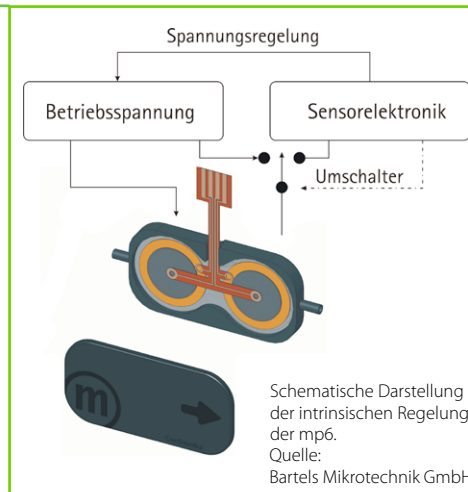 Spannungsregelung
Betriebsspannung
Sensorelektronik
Umschalter
m
Schematische Darstellung
der intrinsischen Regelung
der mp6.
Quelle:
Bartels Mikrotechnik GmbH